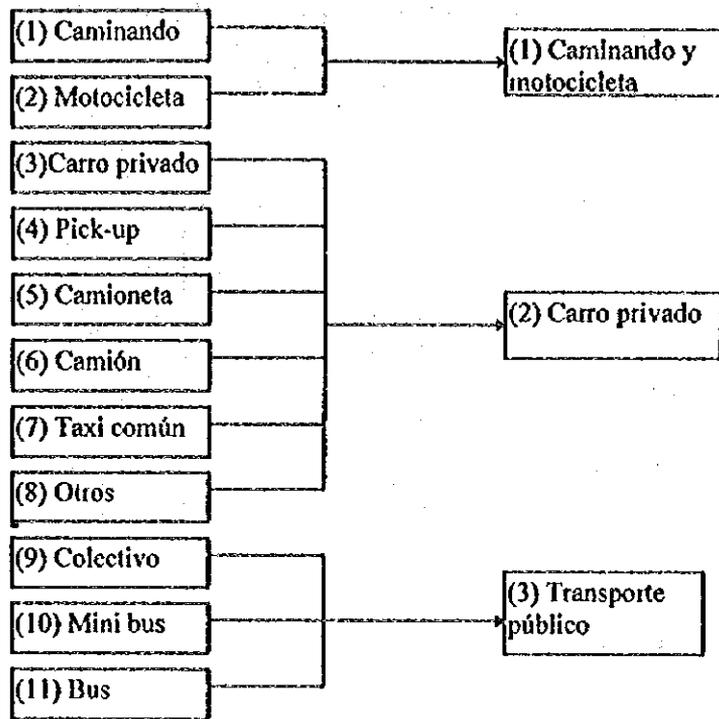 (1) Caminando
(2) Motocicleta
(3)Carro privado
(4) Pick-up
(5) Camioneta
(6) Camión
(7) Taxi común
(8) Otros
(9) Colectivo
(10) Mini bus
(11) Bus
(1) Caminando y
motocicleta
(2) Carro privado
(3) Transporte
público